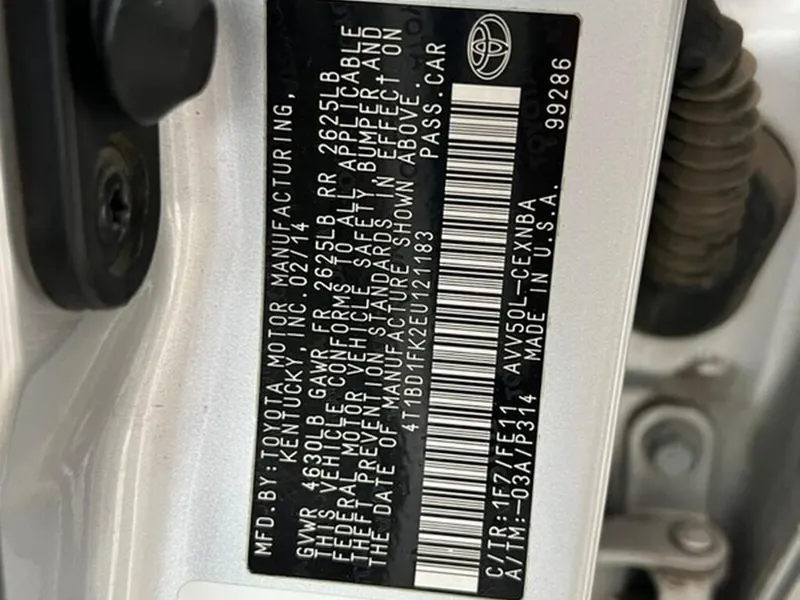 MFD.BY:TOYOTA MOTOR MANUFACTURING,
KENTUCKY, INC. 02/14
GVWR 4630LB GAWR FR 2625LB RR 2625LB
THIS VEHICLE CONFORMS TO ALL APPLICABLE
FEDERAL MOTOR VEHICLE SAFETY, BUMPER, AND
THEFT PREVENTION STANDARDS IN EFFECT ON
THE DATE OF MANUFACTURE SHOWN ABOVE.
4T1BD1FK2EU121183 PASS.CAR
C/TR:1F7/FE11 AVV50L-CEXNBA
A/TM:-03A/P314 MADE IN U.S.A. 99286